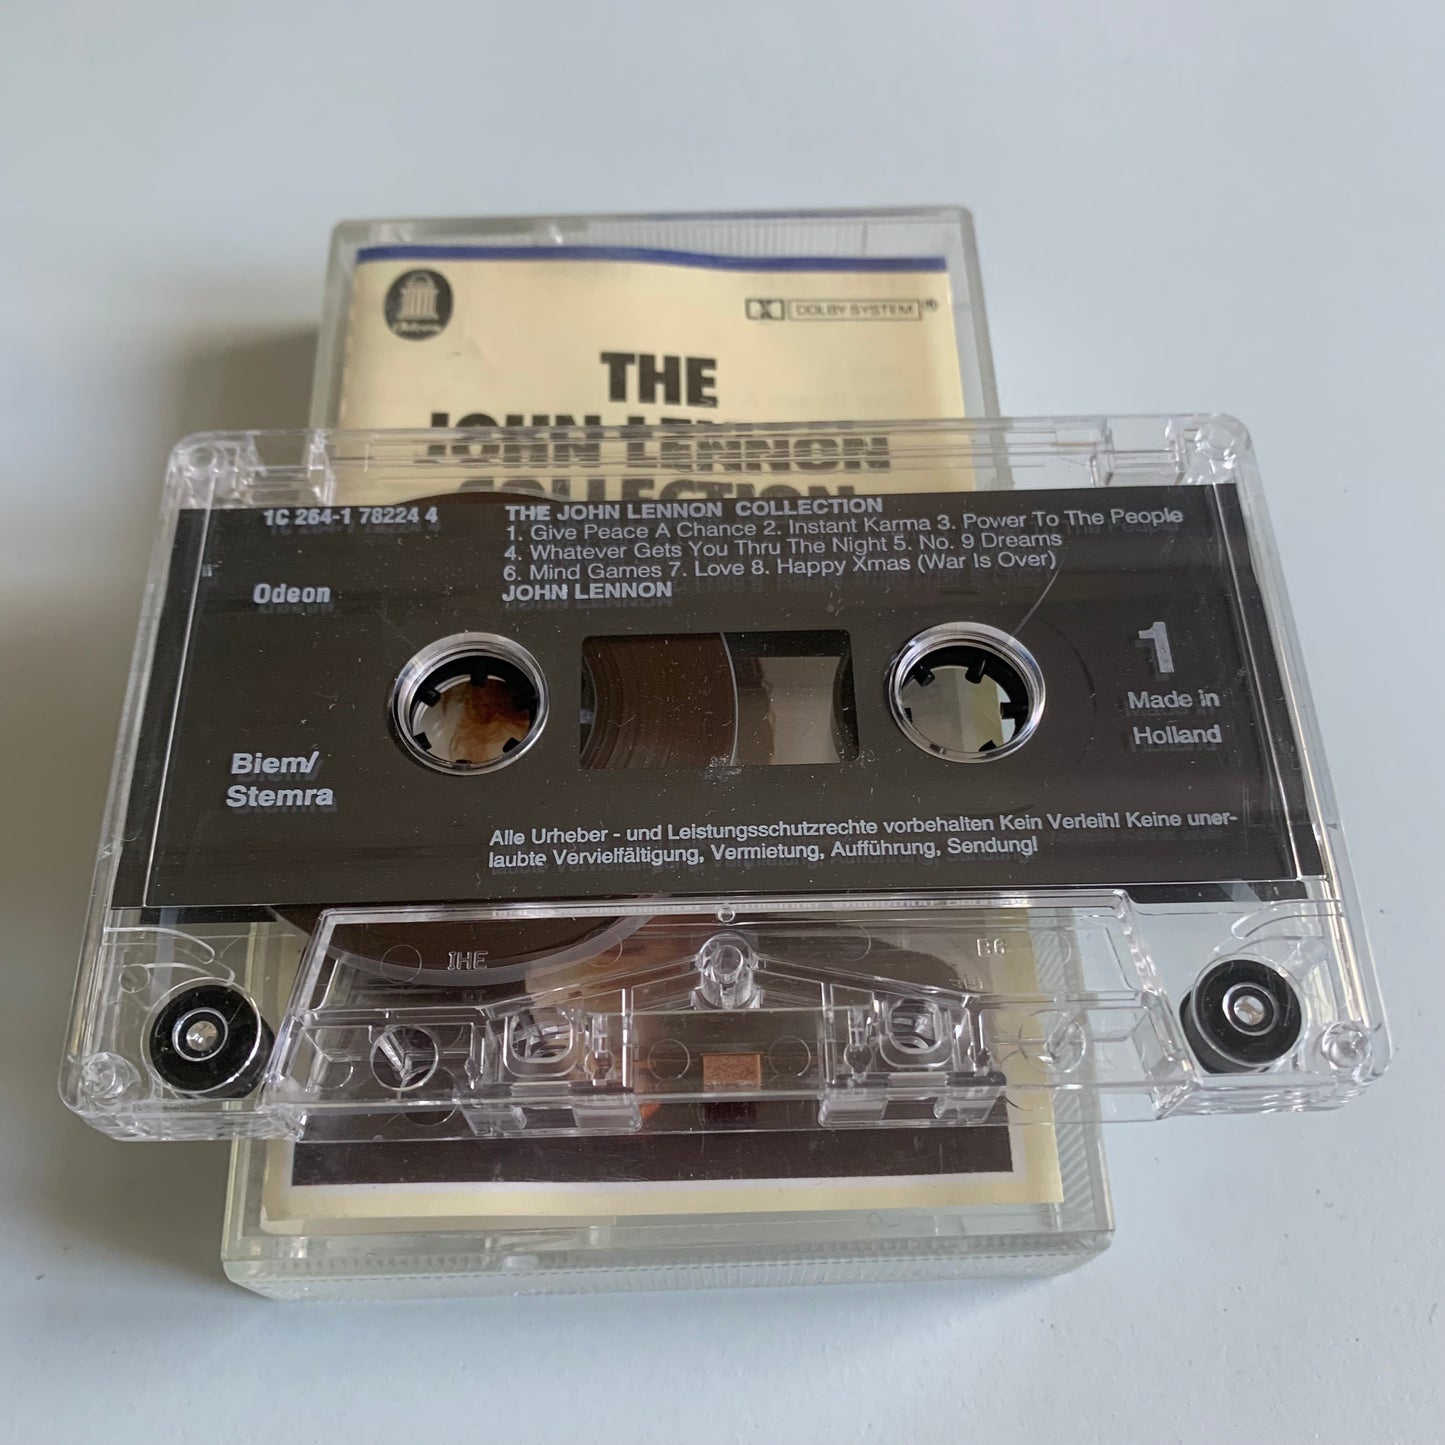 Odeon
DOLBY SYSTEM
THE
JOHN LENNON
COLLECTION
1C 264-1 78224 4
THE JOHN LENNON COLLECTION
1. Give Peace A Chance 2. Instant Karma 3. Power To The People
4. Whatever Gets You Thru The Night 5. No. 9 Dreams
6. Mind Games 7. Love 8. Happy Xmas (War Is Over)
JOHN LENNON
Odeon
1
Made in
Holland
Biem/
Stemra
Alle Urheber - und Leistungsschutzrechte vorbehalten Kein Verleih! Keine uner-
laubte Vervielfältigung, Vermietung, Aufführung, Sendung!